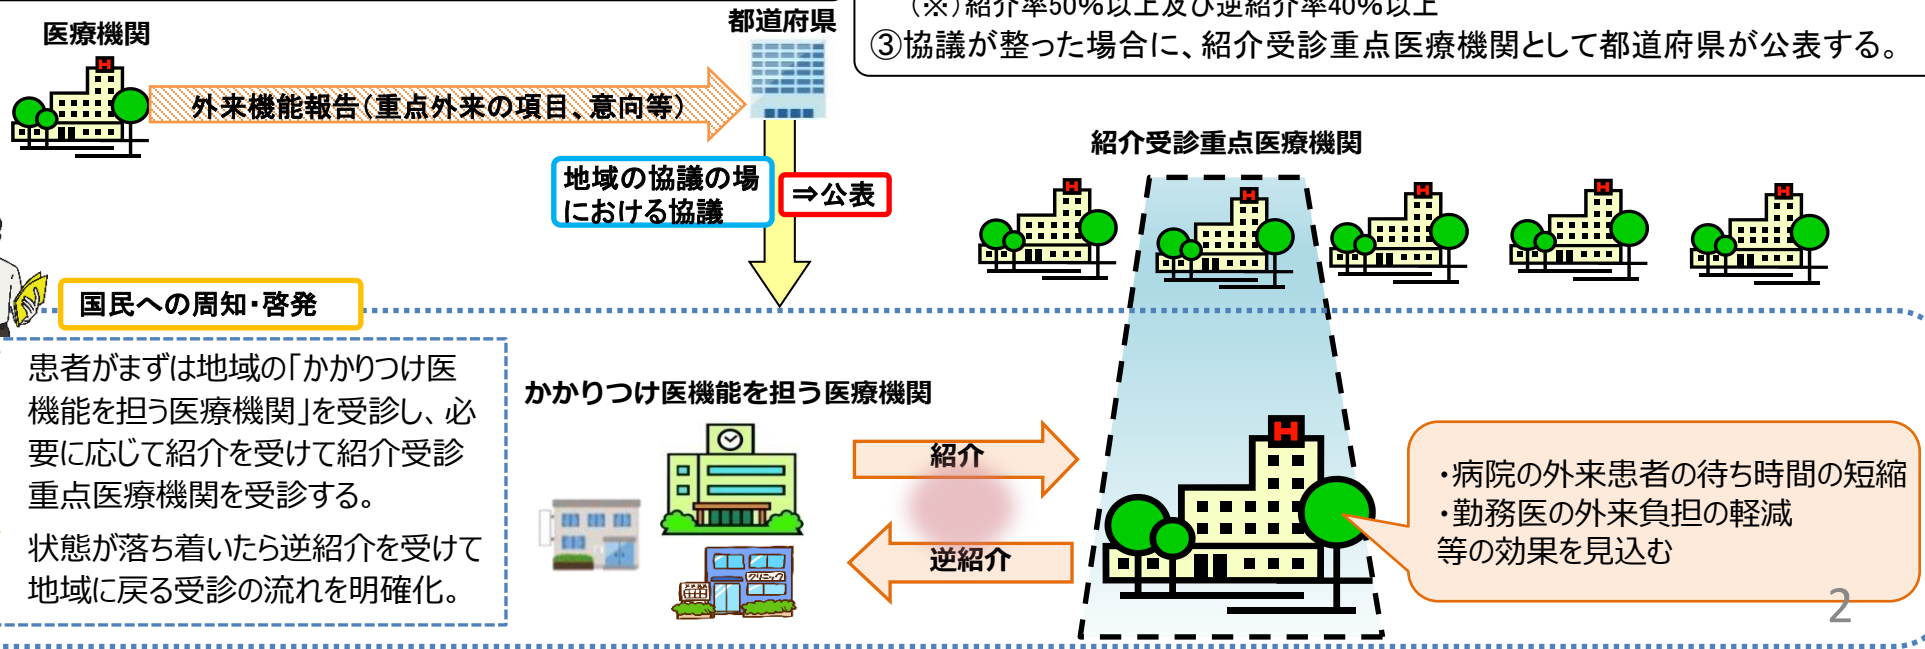 (※)紹介率50%以上及び逆紹介率40%以上
③協議が整った場合に、紹介受診重点医療機関として都道府県が公表する。
医療機関
都道府県
外来機能報告(重点外来の項目、意向等)
地域の協議の場
における協議
⇒公表
紹介受診重点医療機関
H
H
H
H
H
H
国民への周知・啓発
患者がまずは地域の「かかりつけ医
機能を担う医療機関」を受診し、必
要に応じて紹介を受けて紹介受診
重点医療機関を受診する。
状態が落ち着いたら逆紹介を受けて
地域に戻る受診の流れを明確化。
かかりつけ医機能を担う医療機関
クリニック
紹介
逆紹介
H
・病院の外来患者の待ち時間の短縮
・勤務医の外来負担の軽減
等の効果を見込む
2